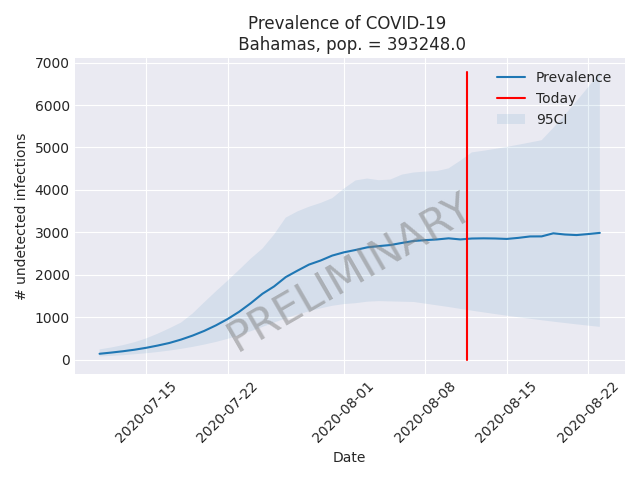 Prevalence of COVID-19
Bahamas, pop. = 393248.0
7000
6000
5000
4000
3000
2000
1000
0
# undetected infections
Prevalence
Today
95CI
PRELIMINARY
2020-07-15
2020-07-22
2020-08-01
2020-08-08
2020-08-15
2020-08-22
Date